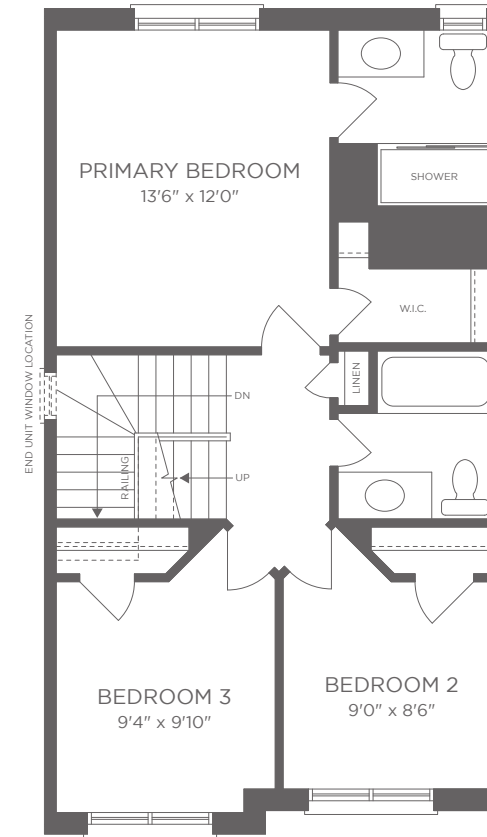 PRIMARY BEDROOM
13'6" x 12'0"
SHOWER
W.I.C.
END UNIT WINDOW LOCATION
LINEN
DN
RAILING
UP
BEDROOM 3
9'4" x 9'10"
BEDROOM 2
9'0" x 8'6"